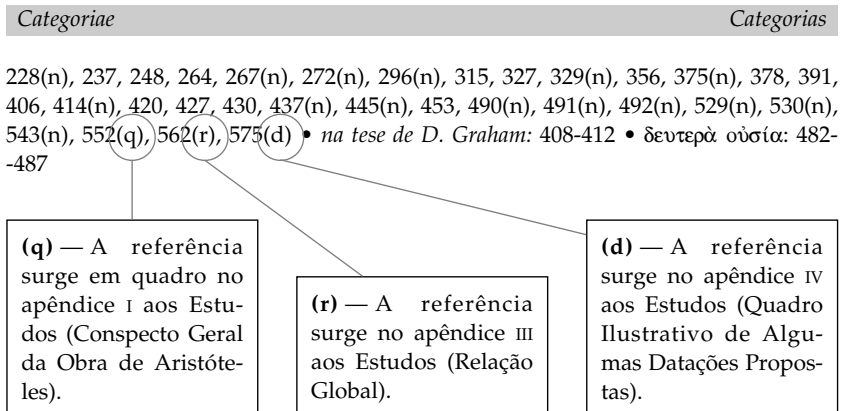 Categoriae Categorias
228(n), 237, 248, 264, 267(n), 272(n), 296(n), 315, 327, 329(n), 356, 375(n), 378, 391,
406, 414(n), 420, 427, 430, 437(n), 445(n), 453, 490(n), 491(n), 492(n), 529(n), 530(n),
543(n), 552(q), 562(r), 575(d) • na tese de D. Graham: 408-412 • δευτερὰ οὐσία: 482-
-487
(q) — A referência
surge em quadro no
apêndice I aos Estu-
dos (Conspecto Geral
da Obra de Aristóte-
les).
(r) — A referência
surge no apêndice III
aos Estudos (Relação
Global).
(d) — A referência
surge no apêndice IV
aos Estudos (Quadro
Ilustrativo de Algu-
mas Datações Propos-
tas).